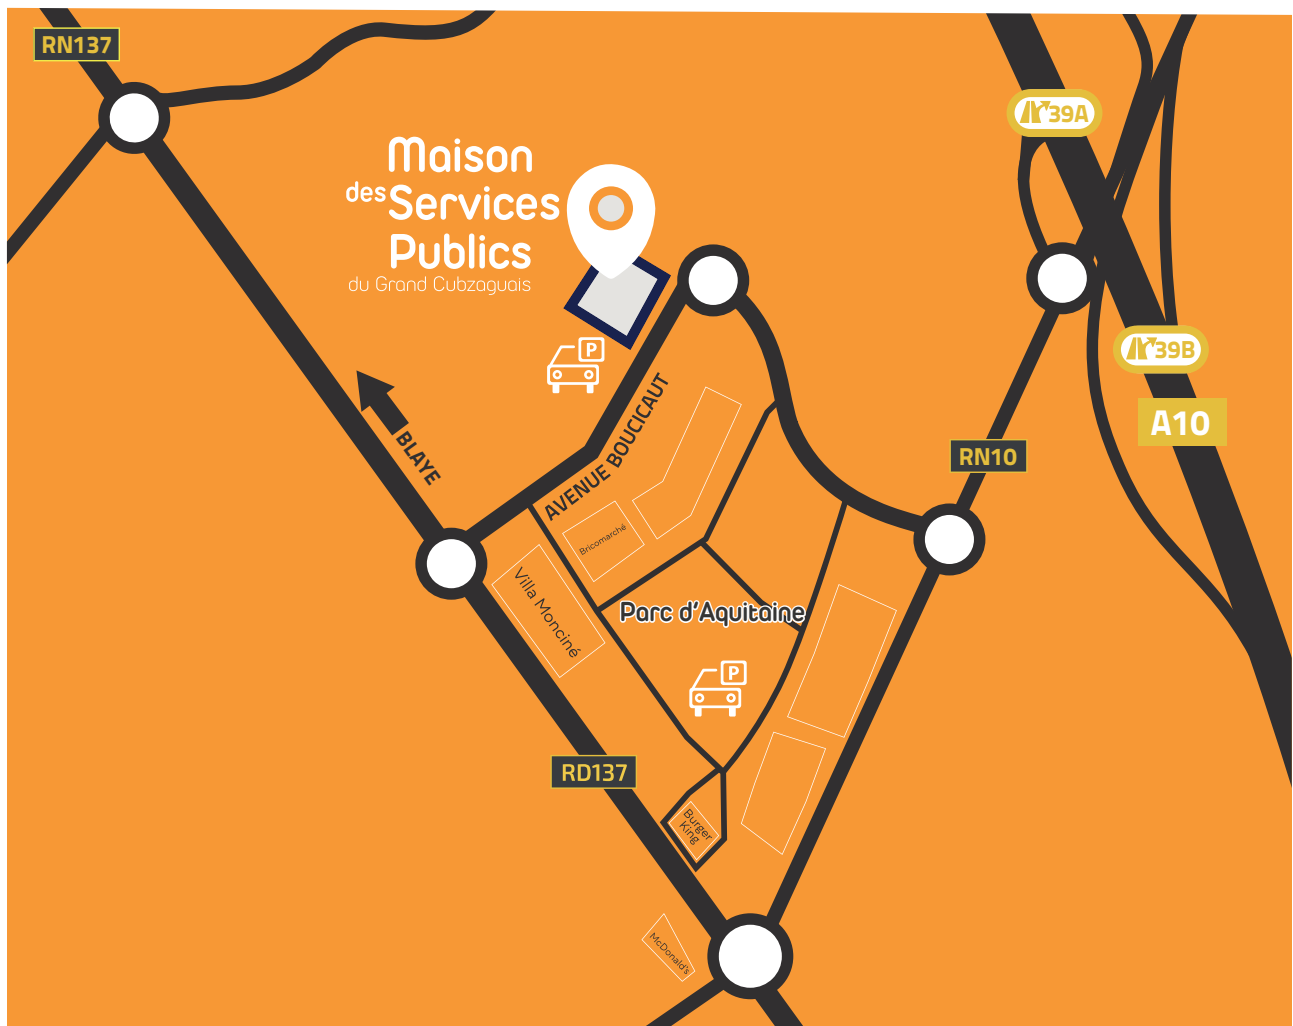 RN137
39A
Maison
des Services
Publics
du Grand Cubzaguais
P
39B
A10
AVENUE BOUCICAUT
BLAYE
RN10
Bricomarché
Villa Monciné
Parc d'Aquitaine
P
RD137
Burger
King
McDonald's